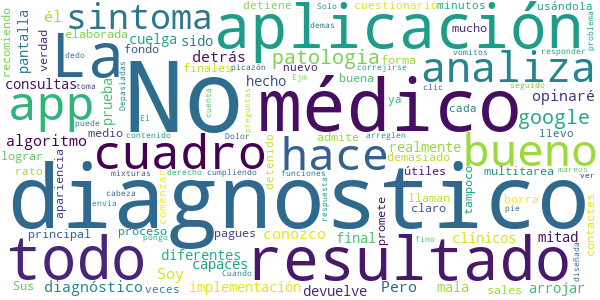 recomiendo
pantalla
él
sintoma
detiene
Solo
cuestionario
minutos
usándola
demas
problema
elaborada
cuelga
sido
detrás
vomitos
corregirse
responder
La
No
aplicación
consultas
verdad
fondo
patologia
forma
mucho
dedo
finales
nuevo
picazón
buena
ya
clic
seguido
Depasiadas
prueba
hecho
opinaré
analiza
app
El
médico
cuenta
preguntas
cada
google
toma
Ejm
algoritmo
medio
puede
contenido
Dolor
admite
arreglen
llevo
lograr
apariencia
cuadro
hace
detenido
realmente
demasiado
bueno
rato
cabeza
envia
mixturas
derecho
cumpliendo
útiles
llaman
claro
multitarea
mareos
ver
tampoco
contactes
diagnostico
principal
proceso
pagues
conozco
final
promete
borra
clínicos
mitad
pie
todo
comenzar
diferentes
capaces
respuestas
funciones
resultado
Sus
diagnóstico
Soy
implementación
devuelve
Pero
mala
sales
arrojar
diseñada
veces
Cuando
pongo
fino